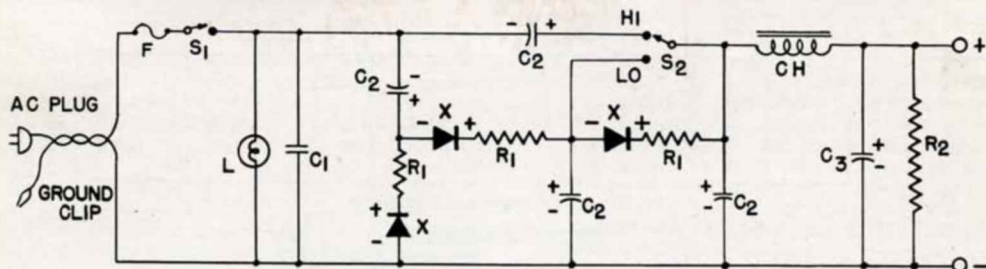 HI
- +
C2
S2
LO
F
S1
CH
+
AC PLUG
GROUND
CLIP
L
C1
C2
-
+
X
- +
R1
X
- +
R1
R1
+
-
X
+
-
C2
+
-
C2
C3
+
-
R2
-